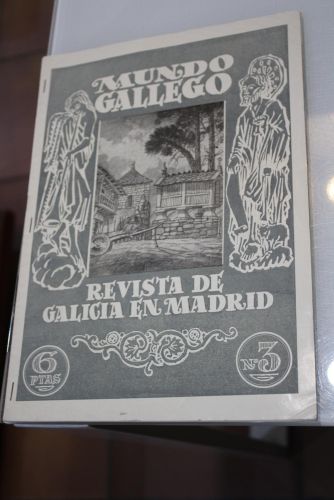 MUNDO
GALLEGO
REVISTA DE
GALICIA EN MADRID
6
PTAS
Nº 3